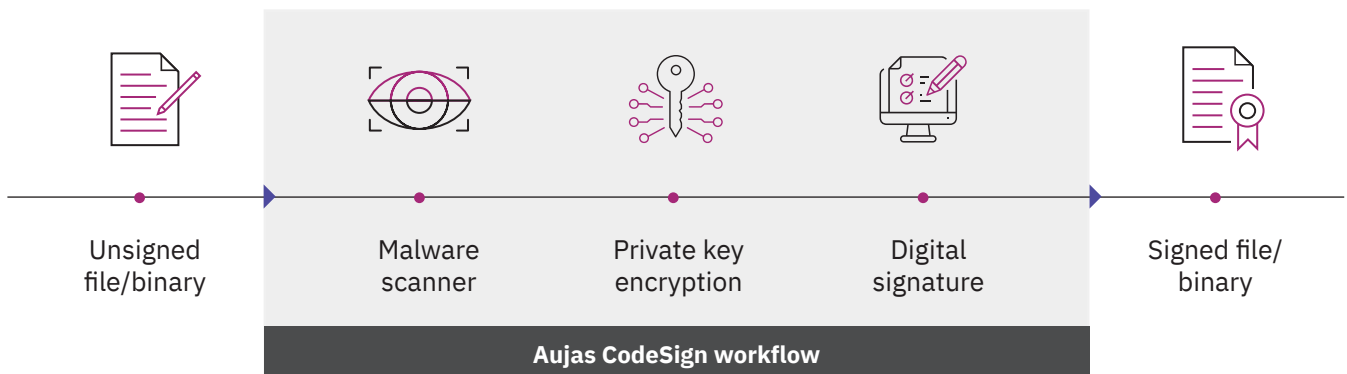 Unsigned
file/binary
Malware
scanner
Private key
encryption
Digital
signature
Signed file/
binary
Aujas CodeSign workflow